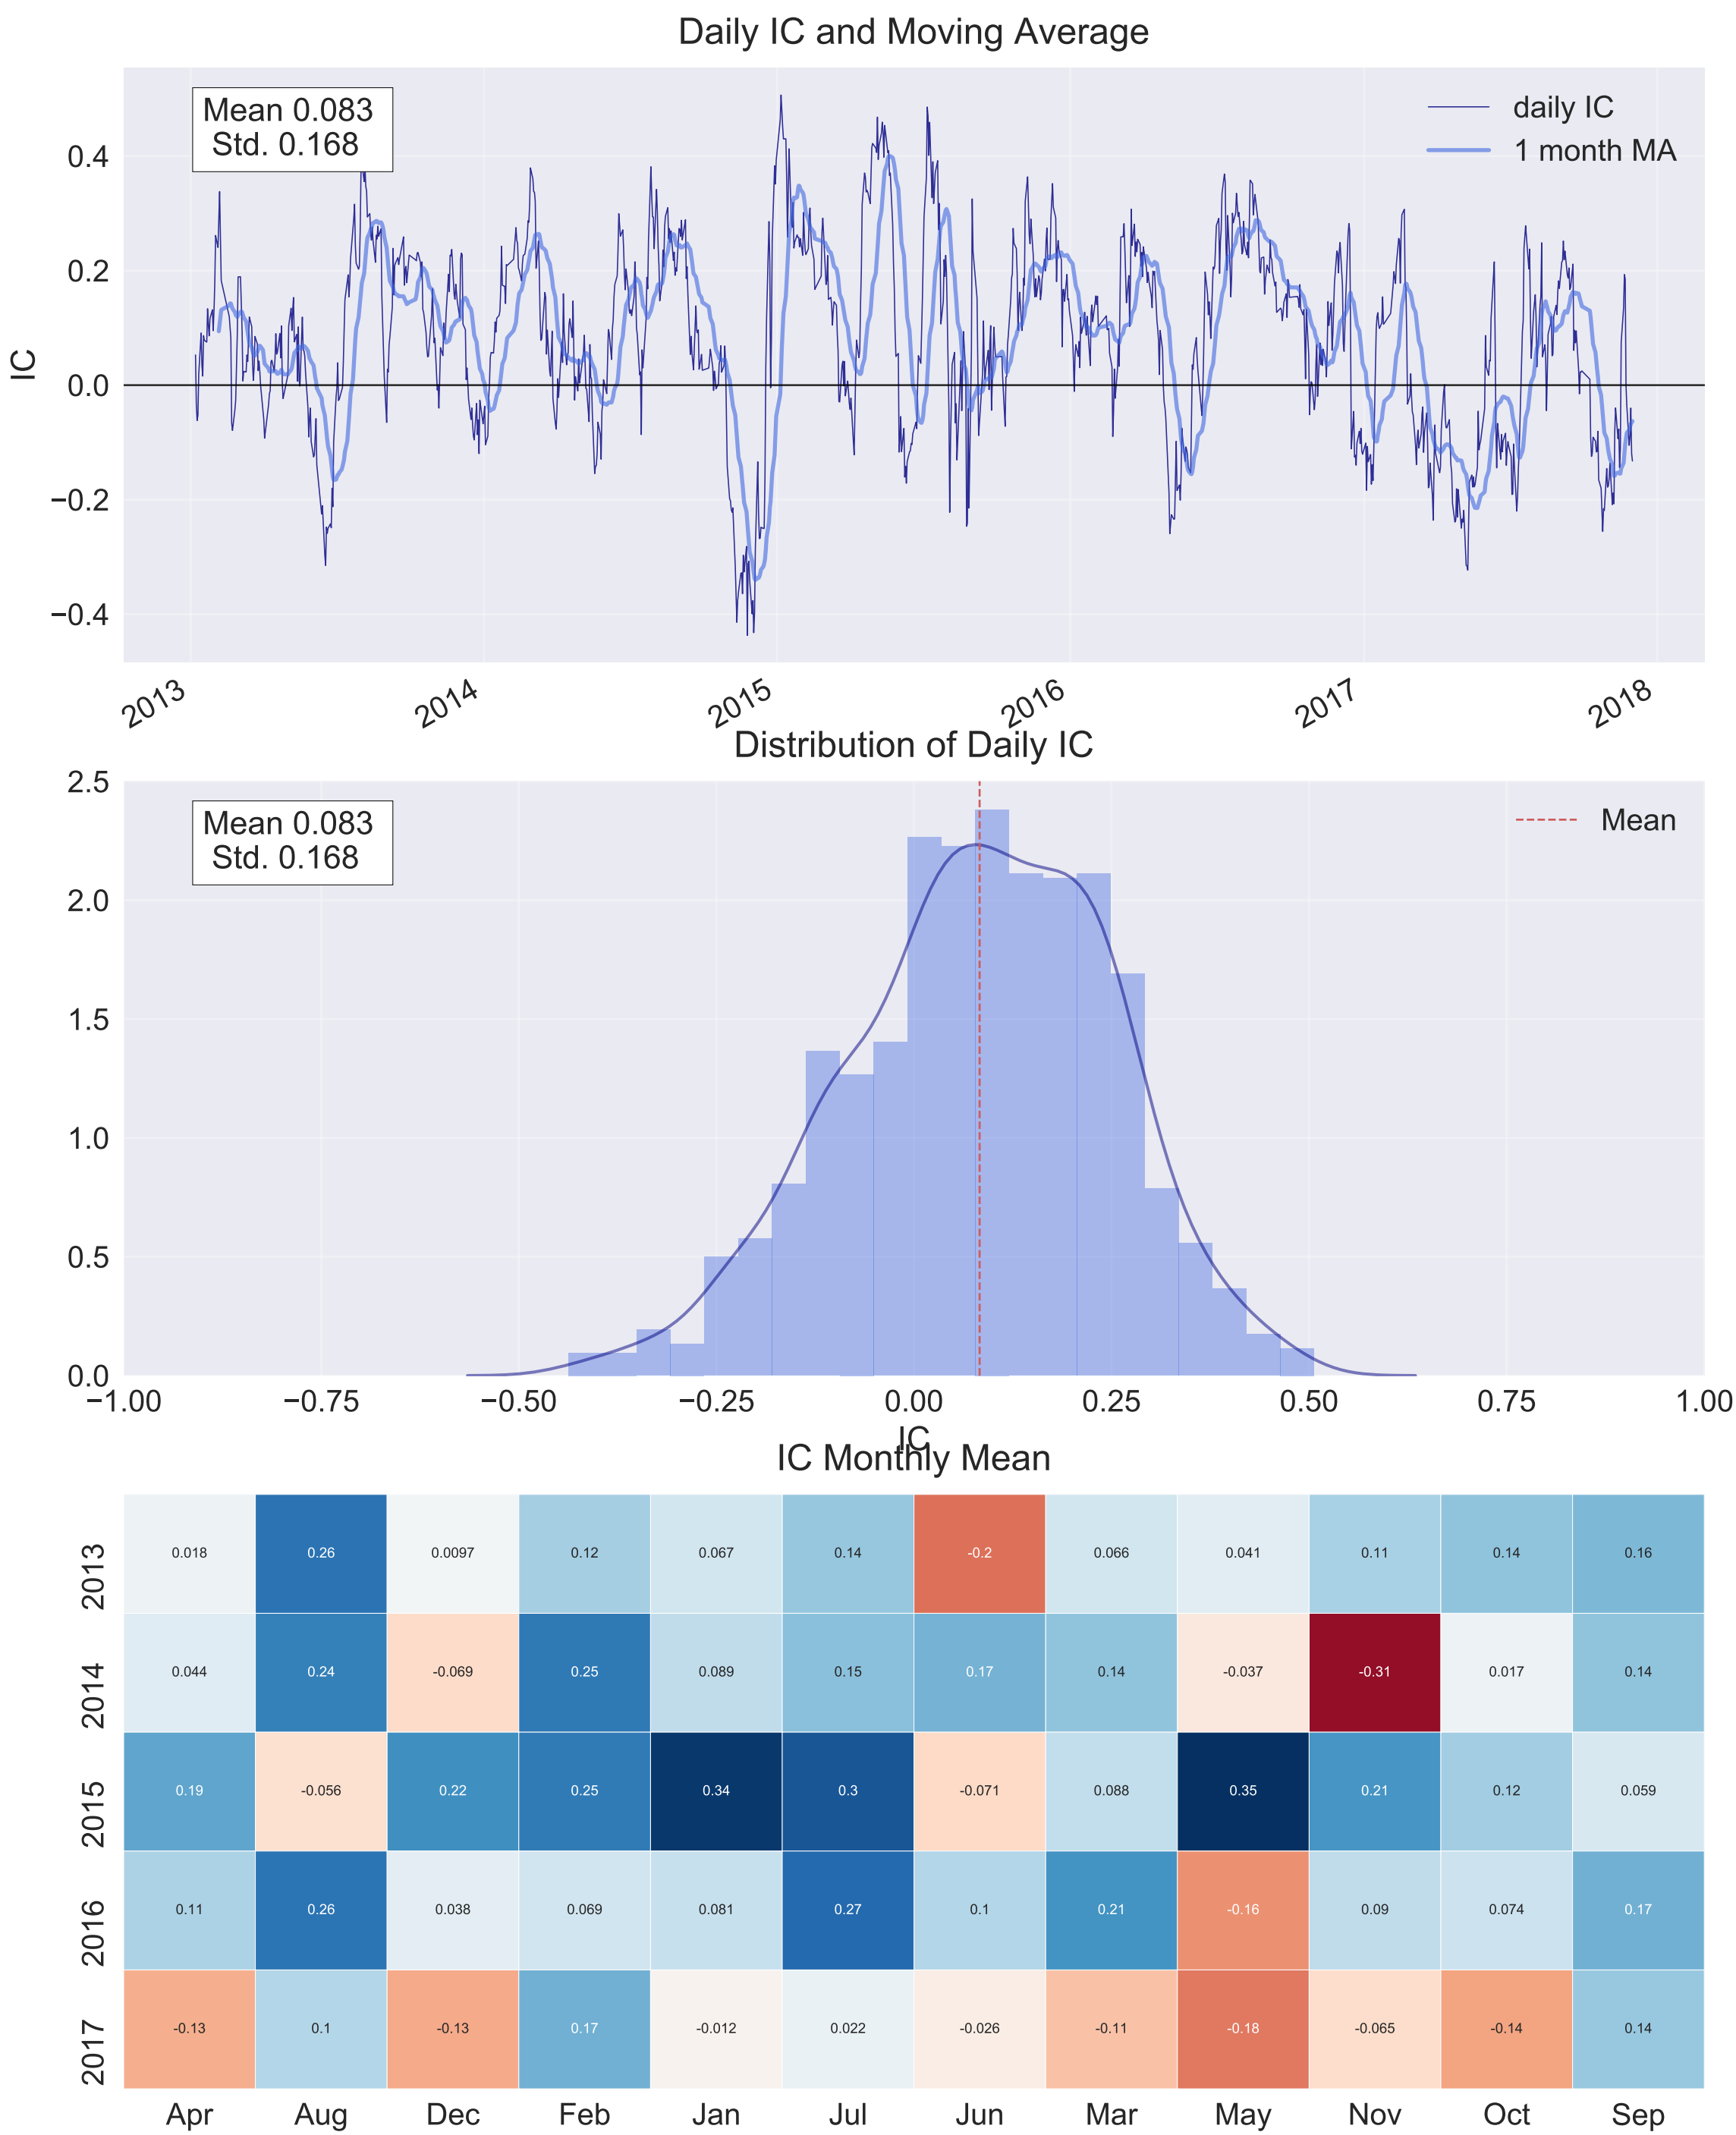 Daily IC and Moving Average
Mean 0.083
Std. 0.168
daily IC
1 month MA
IC
0.4
0.2
0.0
−0.2
−0.4
2013 2014 2015 2016 2017 2018
Distribution of Daily IC
Mean 0.083
Std. 0.168
Mean
2.5
2.0
1.5
1.0
0.5
0.0
−1.00 −0.75 −0.50 −0.25 0.00 0.25 0.50 0.75 1.00
IC
IC Monthly Mean
2013 0.018 0.26 0.0097 0.12 0.067 0.14 -0.2 0.066 0.041 0.11 0.14 0.16
2014 0.044 0.24 -0.069 0.25 0.089 0.15 0.17 0.14 -0.037 -0.31 0.017 0.14
2015 0.19 -0.056 0.22 0.25 0.34 0.3 -0.071 0.088 0.35 0.21 0.12 0.059
2016 0.11 0.26 0.038 0.069 0.081 0.27 0.1 0.21 -0.16 0.09 0.074 0.17
2017 -0.13 0.1 -0.13 0.17 -0.012 0.022 -0.026 -0.11 -0.18 -0.065 -0.14 0.14
Apr Aug Dec Feb Jan Jul Jun Mar May Nov Oct Sep